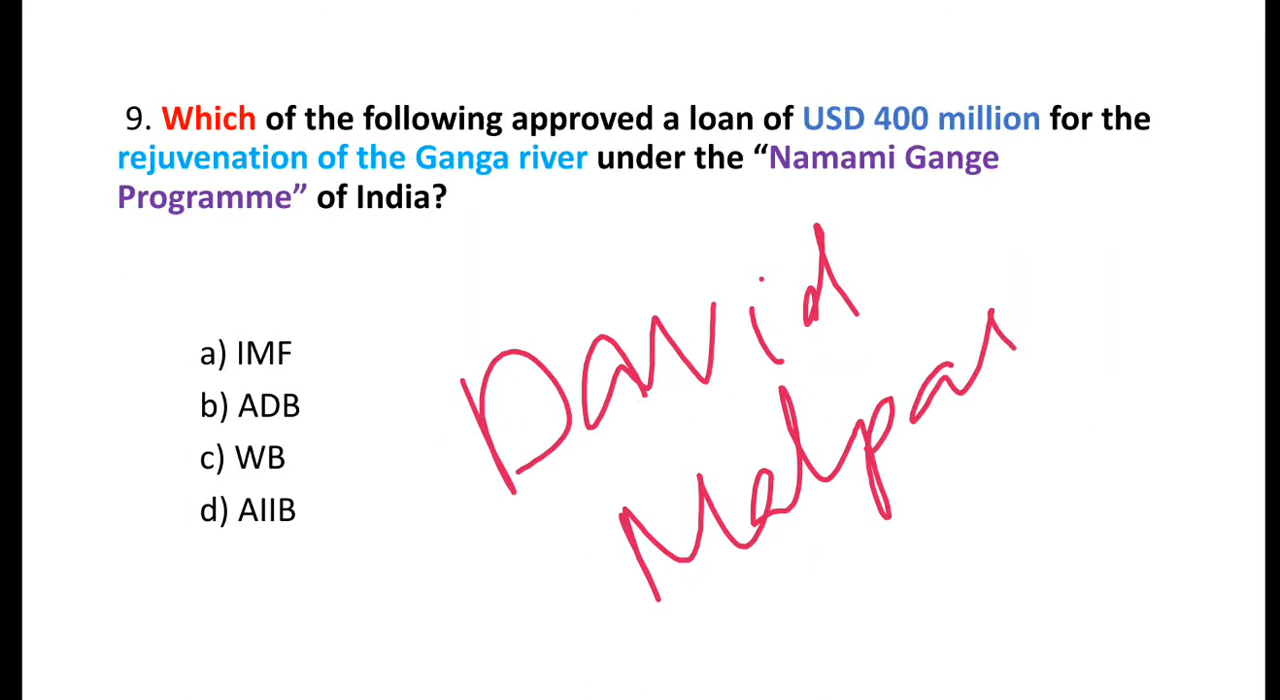 9. Which of the following approved a loan of USD 400 million for the
rejuvenation of the Ganga river under the “Namami Gange
Programme” of India?
a) IMF
b) ADB
c) WB
d) AIIB
David
Malpas